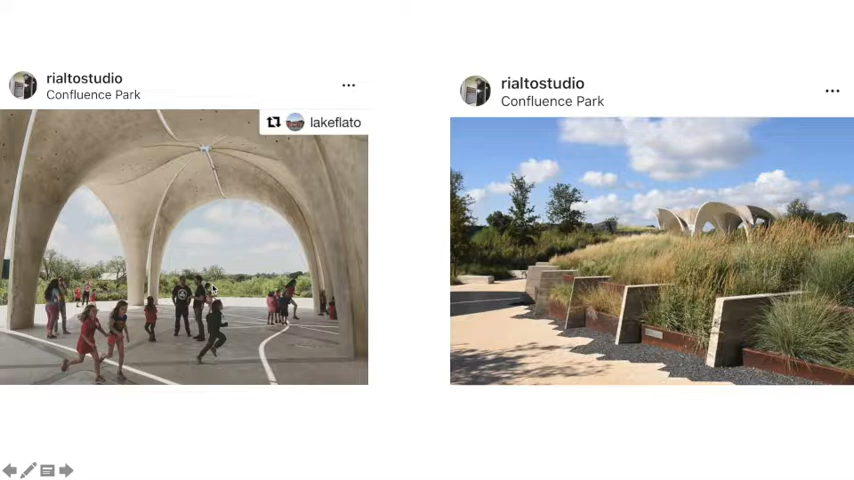 rialtostudio
Confluence Park
lakeflato
rialtostudio
Confluence Park